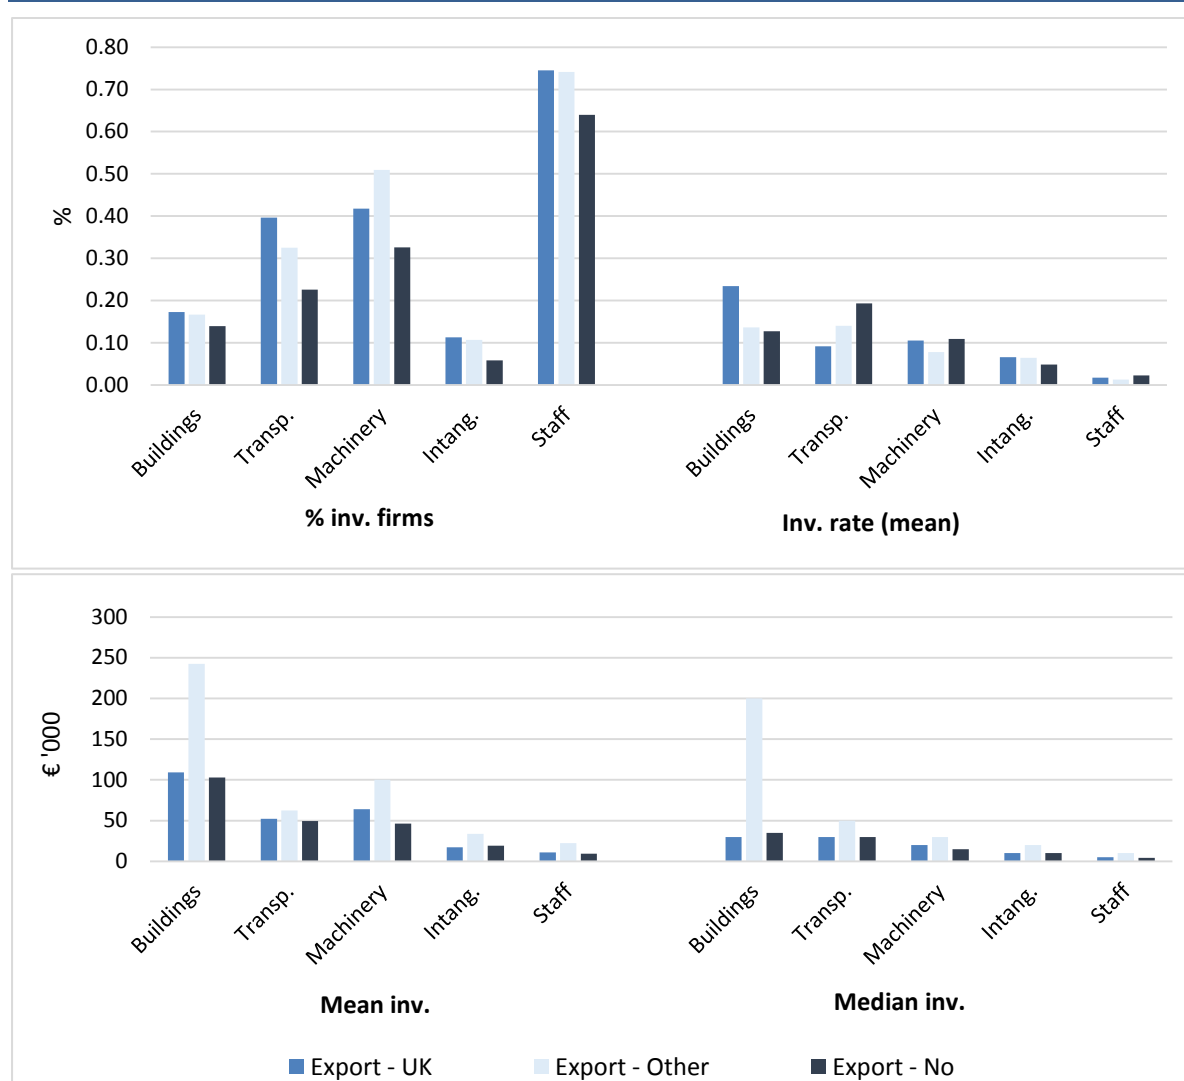 0.80
0.70
0.60
0.50
0.40
0.30
0.20
0.10
0.00
%
Buildings
Transp.
Machinery
Intang.
Staff
Buildings
Transp.
Machinery
Intang.
Staff
% inv. firms
Inv. rate (mean)
300
250
200
150
100
50
0
€ '000
Buildings
Transp.
Machinery
Intang.
Staff
Buildings
Transp.
Machinery
Intang.
Staff
Mean inv.
Median inv.
Export - UK
Export - Other
Export - No